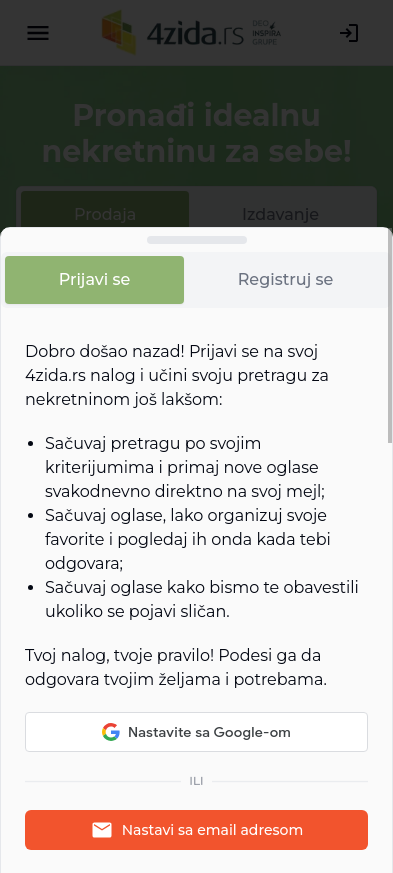 4zida.rs DEO INSPIRA GRUPE
Pronađi idealnu
nekretninu za sebe!
Prodaja Izdavanje
Prijavi se Registruj se
Dobro došao nazad! Prijavi se na svoj
4zida.rs nalog i učini svoju pretragu za
nekretninom još lakšom:
• Sačuvaj pretragu po svojim
kriterijumima i primaj nove oglase
svakodnevno direktno na svoj mejl;
• Sačuvaj oglase, lako organizuj svoje
favorite i pogledaj ih onda kada tebi
odgovara;
• Sačuvaj oglase kako bismo te obavestili
ukoliko se pojavi sličan.
Tvoj nalog, tvoje pravilo! Podesi ga da
odgovara tvojim željama i potrebama.
Nastavite sa Google-om
ILI
Nastavi sa email adresom